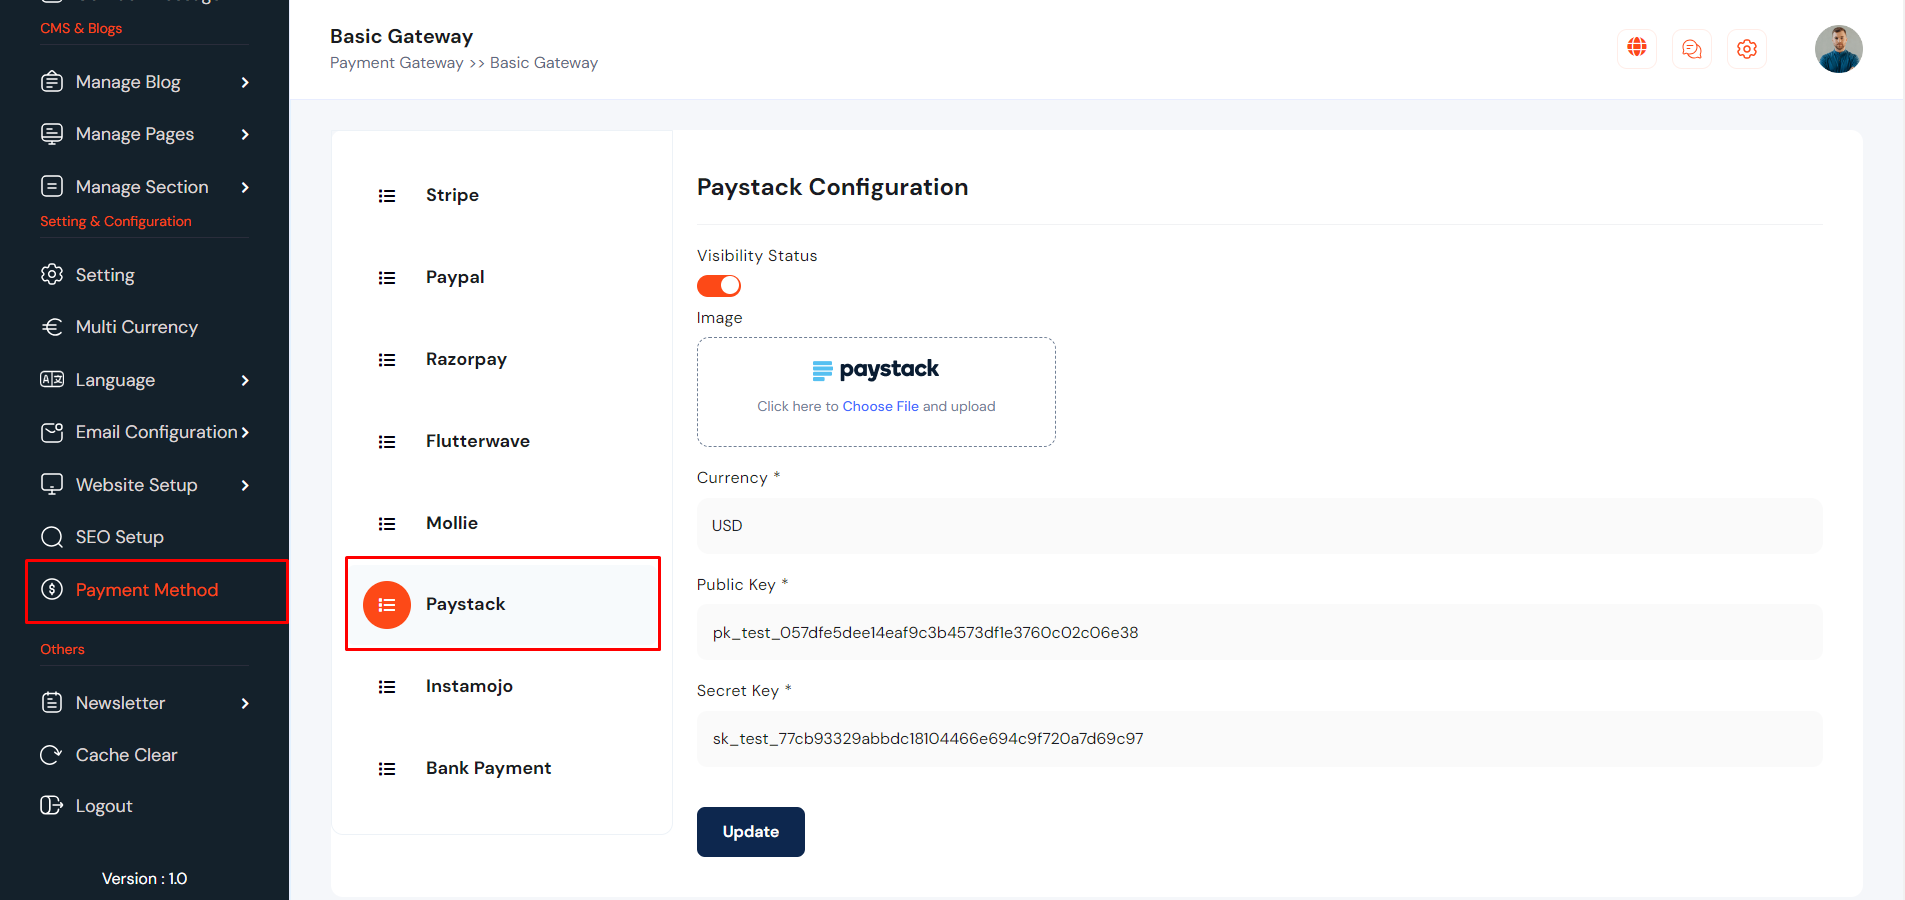 CMS & Blogs
Manage Blog
Manage Pages
Manage Section
Setting & Configuration
Setting
Multi Currency
Language
Email Configuration
Website Setup
SEO Setup
Payment Method
Others
Newsletter
Cache Clear
Logout
Version : 1.0
Basic Gateway
Payment Gateway >> Basic Gateway
Stripe
Paypal
Razorpay
Flutterwave
Mollie
Paystack
Instamojo
Bank Payment
Paystack Configuration
Visibility Status
Image
paystack
Click here to Choose File and upload
Currency *
USD
Public Key *
pk_test_057dfe5dee14eaf9c3b4573df1e3760c02c06e38
Secret Key *
sk_test_77cb93329abbdc18104466e694c9f720a7d69c97
Update